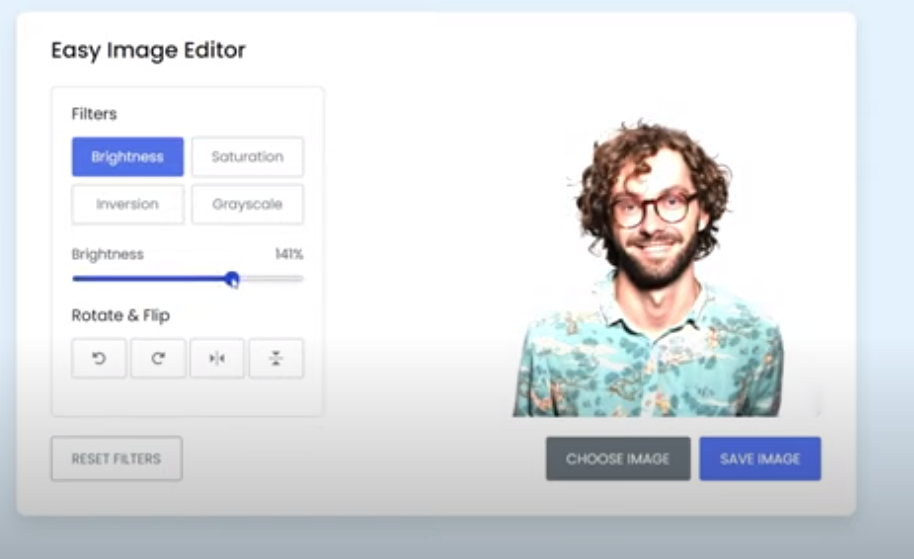 Easy Image Editor
Filters
Brightness Saturation
Inversion Grayscale
Brightness 141%
Rotate & Flip
RESET FILTERS CHOOSE IMAGE SAVE IMAGE